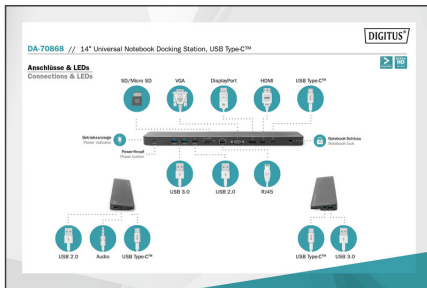 DIGITUS®
DA-70868 // 14" Universal Notebook Docking Station, USB Type-C™
Anschlüsse & LEDs
Connections & LEDs
SD/Micro SD
VGA
DisplayPort
HDMI
USB Type-C™
Betriebsanzeige
Power indicator
Power-Knopf
Power button
Notebook-Schloss
Notebook lock
USB 3.0
USB 2.0
RJ45
USB 2.0
Audio
USB Type-C™
USB Type-C™
USB 3.0